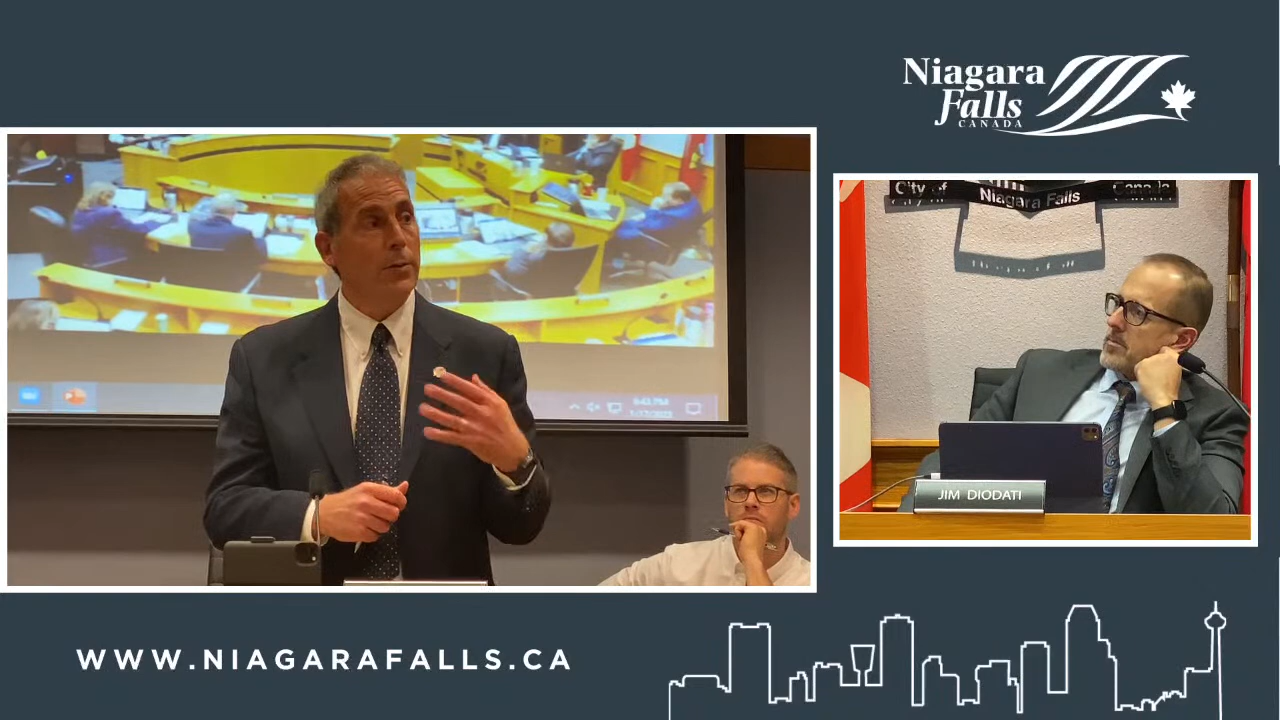 Niagara
Falls
CANADA
City of
Niagara Falls
Canada
JIM DIODATI
WWW.NIAGARAFALLS.CA